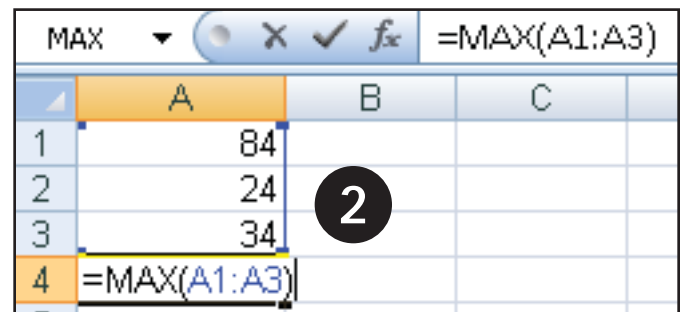 MAX fx =MAX(A1:A3)
A B C
1 84
2 24
2
3 34
4 =MAX(A1:A3)